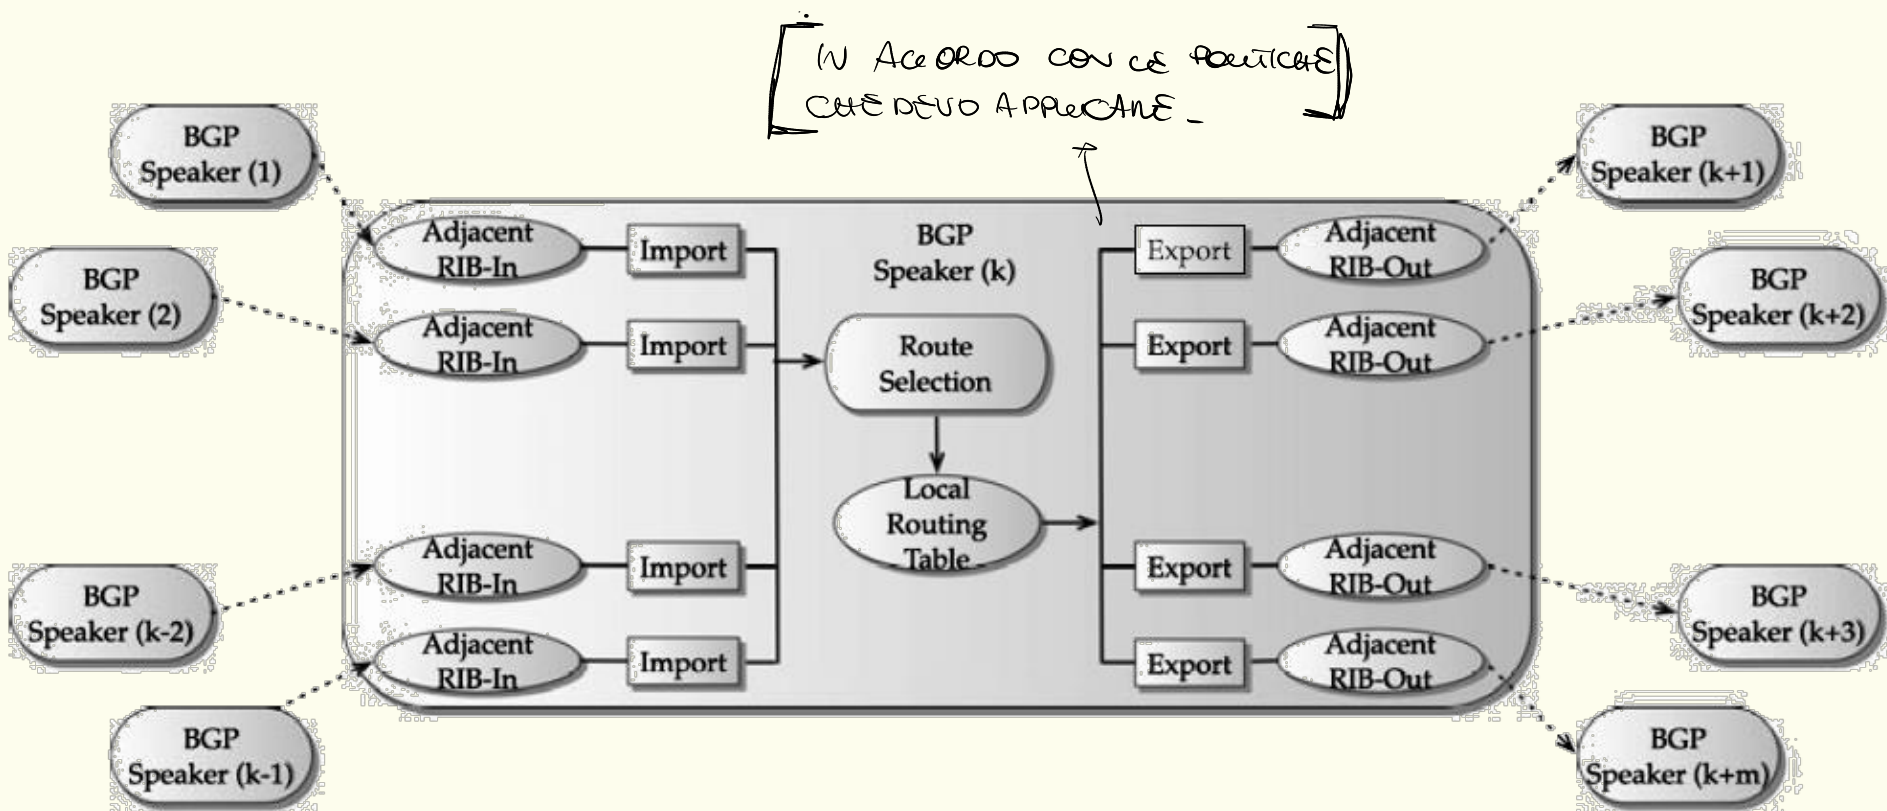 IN ACCORDO CON LE POLITICHE
CHE DEVO APPLICARE
BGP
Speaker (1)
BGP
Speaker (2)
BGP
Speaker (k-2)
BGP
Speaker (k-1)
Adjacent
RIB-In
Import
Adjacent
RIB-In
Import
Adjacent
RIB-In
Import
Adjacent
RIB-In
Import
BGP
Speaker (k)
Route
Selection
Local
Routing
Table
Export
Adjacent
RIB-Out
Export
Adjacent
RIB-Out
Export
Adjacent
RIB-Out
Export
Adjacent
RIB-Out
BGP
Speaker (k+1)
BGP
Speaker (k+2)
BGP
Speaker (k+3)
BGP
Speaker (k+m)